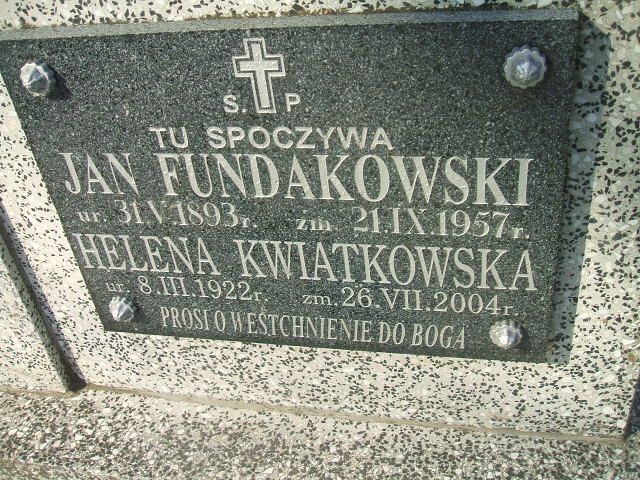 S. P
TU SPOCZYWA
JAN FUNDAKOWSKI
ur. 31.V.1893r. zm. 21.IX.1957r.
HELENA KWIATKOWSKA
ur. 8.III.1922r. zm. 26.VII.2004r.
PROSI O WESTCHNIENIE DO BOGA